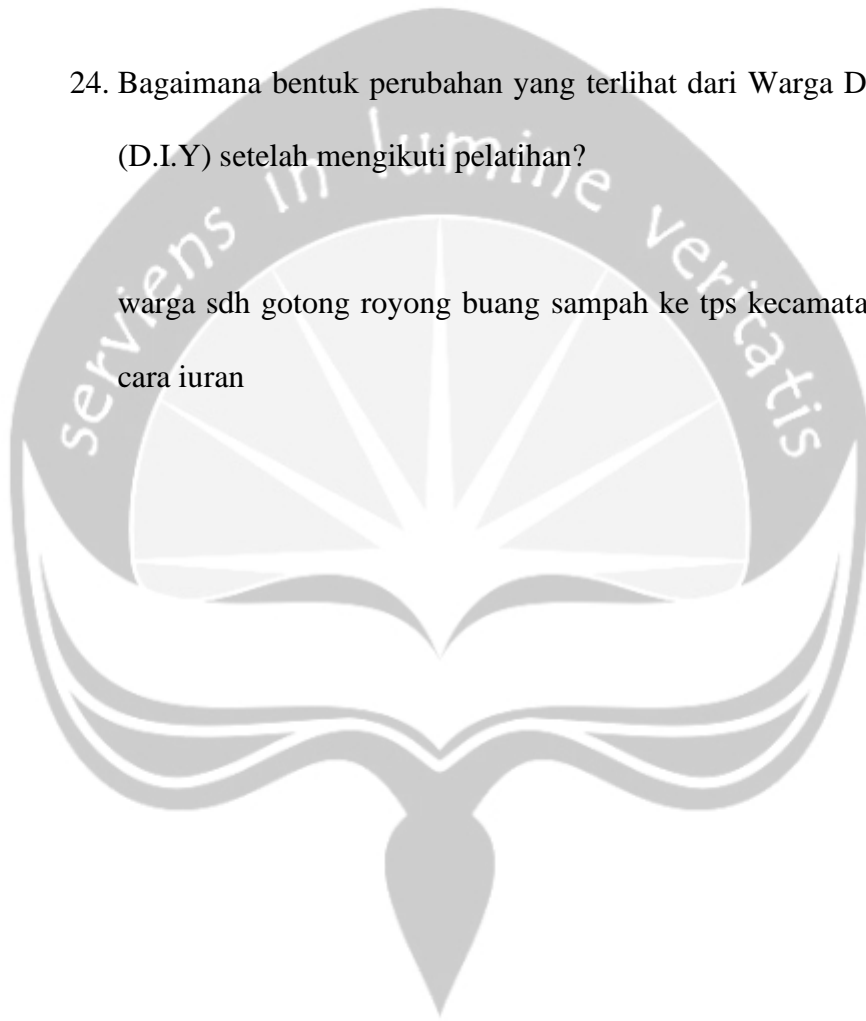 24. Bagaimana bentuk perubahan yang terlihat dari Warga D
(D.I.Y) setelah mengikuti pelatihan?
serviens in lumine veritatis
warga sdh gotong royong buang sampah ke tps kecamata
cara iuran